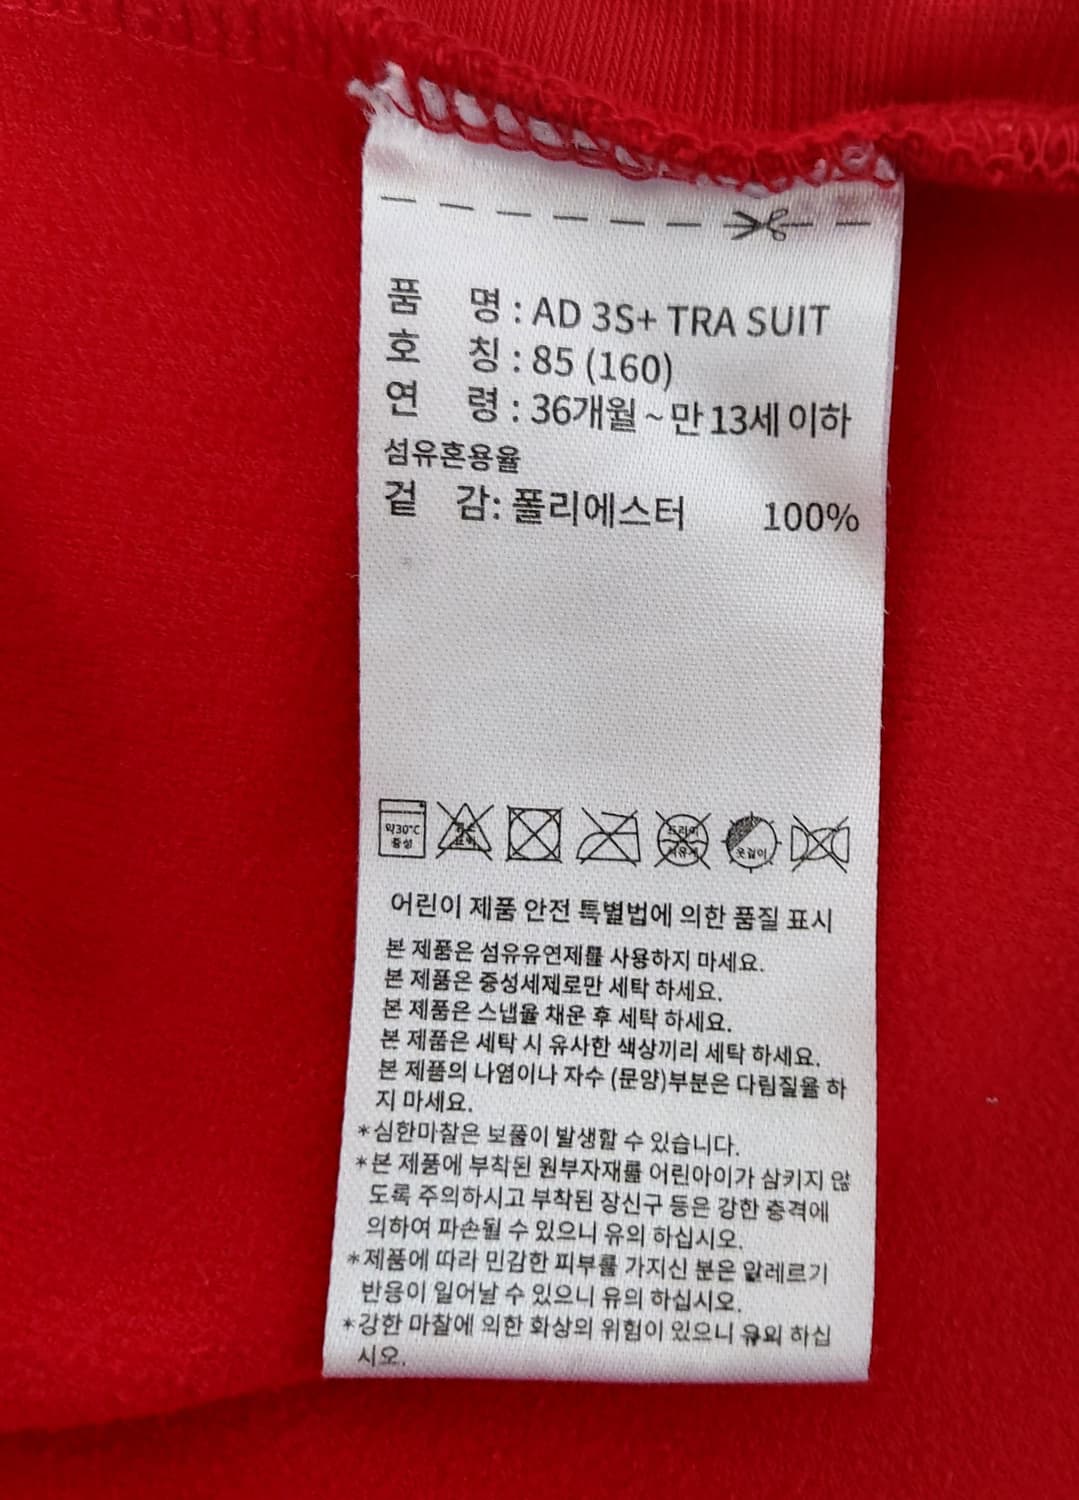 품 명 : AD 3S+ TRA SUIT
호 칭 : 85 (160)
연 령 : 36개월 ~ 만 13세 이하
섬유혼용율
겉 감: 폴리에스터 100%
약30℃ 중성 드라이 옷걸이
어린이 제품 안전 특별법에 의한 품질 표시
본 제품은 섬유유연제를 사용하지 마세요.
본 제품은 중성세제로만 세탁 하세요.
본 제품은 스냅을 채운 후 세탁 하세요.
본 제품은 세탁 시 유사한 색상끼리 세탁 하세요.
본 제품의 나염이나 자수 (문양)부분은 다림질을 하
지 마세요.
*심한마찰은 보풀이 발생할 수 있습니다.
*본 제품에 부착된 원부자재를 어린아이가 삼키지 않
도록 주의하시고 부착된 장신구 등은 강한 충격에
의하여 파손될 수 있으니 유의 하십시오.
*제품에 따라 민감한 피부를 가지신 분은 알레르기
반응이 일어날 수 있으니 유의 하십시오.
*강한 마찰에 의한 화상의 위험이 있으니 유의 하십
시오.